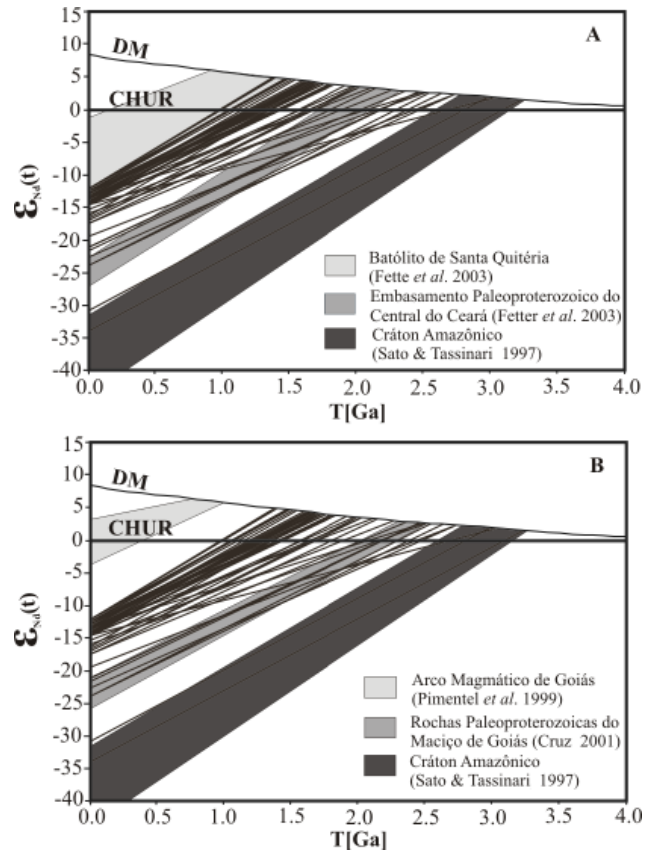 15
10
5
0
-5
-10
-15
-20
-25
-30
-35
-40
εNd(t)
DM
CHUR
A
Batólito de Santa Quitéria
(Fette et al. 2003)
Embasamento Paleoproterozoico do
Central do Ceará (Fetter et al. 2003)
Cráton Amazônico
(Sato & Tassinari 1997)
0.0 0.5 1.0 1.5 2.0 2.5 3.0 3.5 4.0
T[Ga]
15
10
5
0
-5
-10
-15
-20
-25
-30
-35
-40
εNd(t)
DM
CHUR
B
Arco Magmático de Goiás
(Pimentel et al. 1999)
Rochas Paleoproterozoicas do
Maciço de Goiás (Cruz 2001)
Cráton Amazônico
(Sato & Tassinari 1997)
0.0 0.5 1.0 1.5 2.0 2.5 3.0 3.5 4.0
T[Ga]